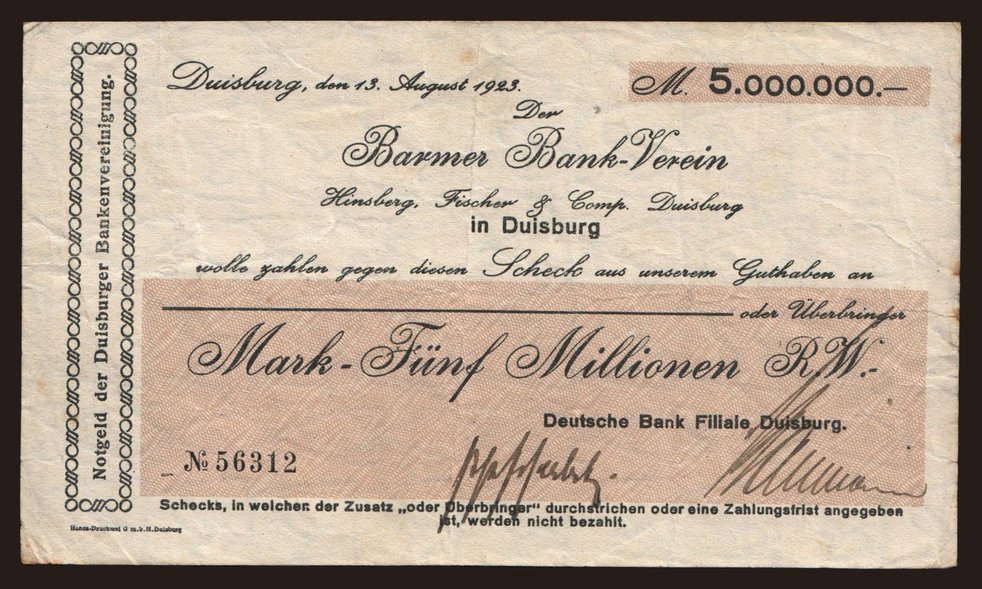 Notgeld der Duisburger Bankenvereinigung.
Duisburg, den 13. August 1923.
M. 5.000.000.—
Der
Barmer Bank-Verein
Hinsberg, Fischer & Comp. Duisburg
in Duisburg
wolle zahlen gegen diesen Scheck aus unserem Guthaben an
oder Überbringer
Mark-Fünf Millionen R.W.-
Deutsche Bank Filiale Duisburg.
№ 56312
Schecks, in welchen der Zusatz „oder Überbringer" durchstrichen oder eine Zahlungsfrist angegeben
ist, werden nicht bezahlt.
Hansa-Druckerei G m.b.H.Duisburg